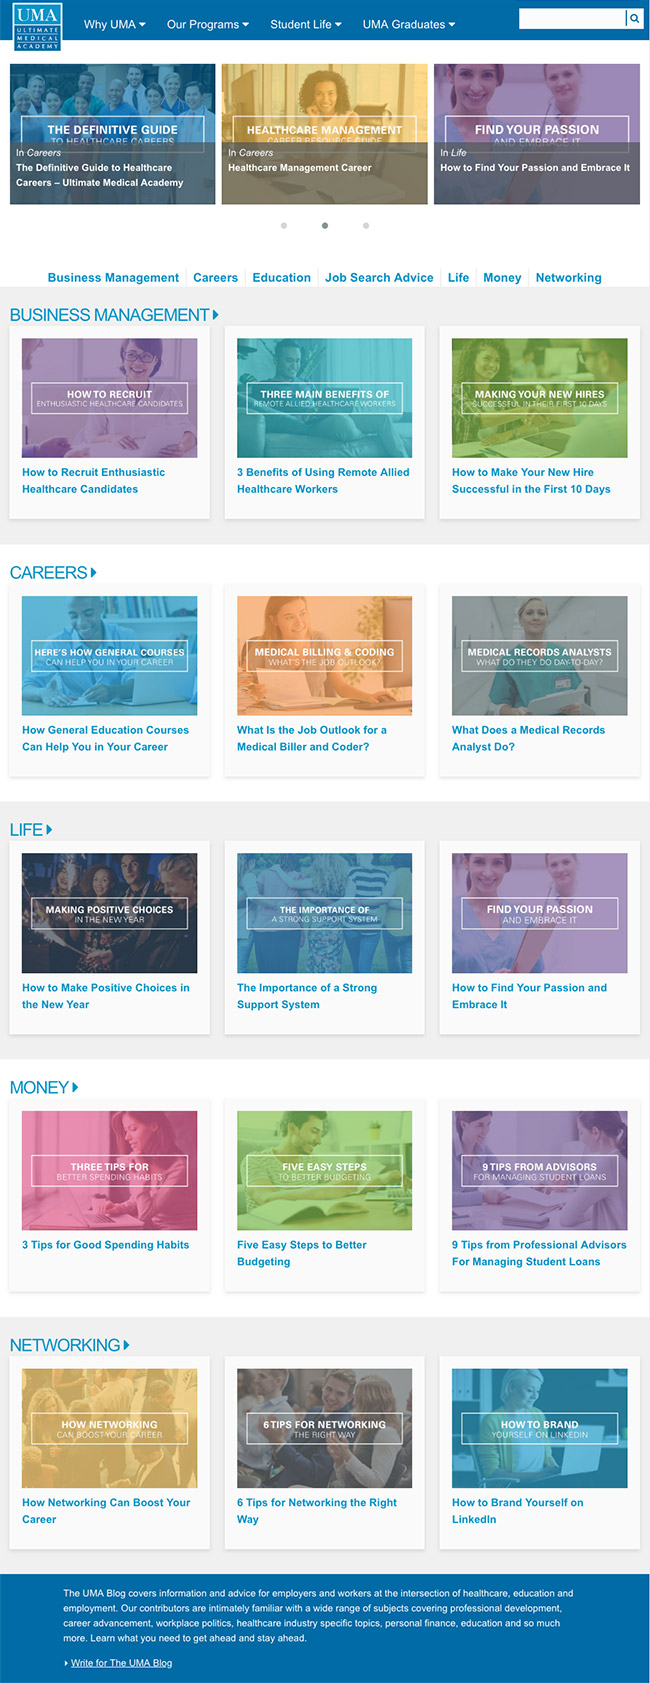 UMA
ULTIMATE
MEDICAL
ACADEMY
Why UMA
Our Programs
Student Life
UMA Graduates
THE DEFINITIVE GUIDE
TO HEALTHCARE CAREERS
In Careers
The Definitive Guide to Healthcare
Careers – Ultimate Medical Academy
HEALTHCARE MANAGEMENT
CAREER RESOURCE GUIDE
In Careers
Healthcare Management Career
FIND YOUR PASSION
AND EMBRACE IT
In Life
How to Find Your Passion and Embrace It
Business Management
Careers
Education
Job Search Advice
Life
Money
Networking
BUSINESS MANAGEMENT
HOW TO RECRUIT
ENTHUSIASTIC HEALTHCARE CANDIDATES
How to Recruit Enthusiastic
Healthcare Candidates
THREE MAIN BENEFITS OF
REMOTE ALLIED HEALTHCARE WORKERS
3 Benefits of Using Remote Allied
Healthcare Workers
MAKING YOUR NEW HIRES
SUCCESSFUL IN THEIR FIRST 10 DAYS
How to Make Your New Hire
Successful in the First 10 Days
CAREERS
HERE'S HOW GENERAL COURSES
CAN HELP YOU IN YOUR CAREER
How General Education Courses
Can Help You in Your Career
MEDICAL BILLING & CODING
WHAT'S THE JOB OUTLOOK?
What Is the Job Outlook for a
Medical Biller and Coder?
MEDICAL RECORDS ANALYSTS
WHAT DO THEY DO DAY-TO-DAY?
What Does a Medical Records
Analyst Do?
LIFE
MAKING POSITIVE CHOICES
IN THE NEW YEAR
How to Make Positive Choices in
the New Year
THE IMPORTANCE OF
A STRONG SUPPORT SYSTEM
The Importance of a Strong
Support System
FIND YOUR PASSION
AND EMBRACE IT
How to Find Your Passion and
Embrace It
MONEY
THREE TIPS FOR
BETTER SPENDING HABITS
3 Tips for Good Spending Habits
FIVE EASY STEPS
TO BETTER BUDGETING
Five Easy Steps to Better
Budgeting
9 TIPS FROM ADVISORS
FOR MANAGING STUDENT LOANS
9 Tips from Professional Advisors
For Managing Student Loans
NETWORKING
HOW NETWORKING
CAN BOOST YOUR CAREER
How Networking Can Boost Your
Career
6 TIPS FOR NETWORKING
THE RIGHT WAY
6 Tips for Networking the Right
Way
HOW TO BRAND
YOURSELF ON LINKEDIN
How to Brand Yourself on
LinkedIn
The UMA Blog covers information and advice for employers and workers at the intersection of healthcare, education and
employment. Our contributors are intimately familiar with a wide range of subjects covering professional development,
career advancement, workplace politics, healthcare industry specific topics, personal finance, education and so much
more. Learn what you need to get ahead and stay ahead.
Write for The UMA Blog